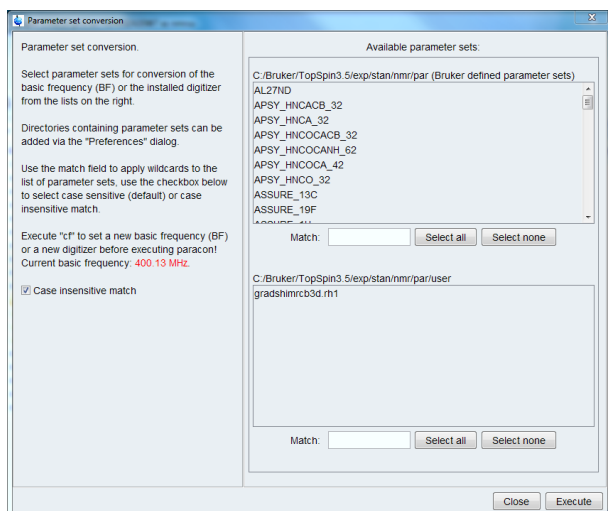 Parameter set conversion
Parameter set conversion.
Select parameter sets for conversion of the
basic frequency (BF) or the installed digitizer
from the lists on the right.
Directories containing parameter sets can be
added via the "Preferences" dialog.
Use the match field to apply wildcards to the
list of parameter sets, use the checkbox below
to select case sensitive (default) or case
insensitive match.
Execute "cf" to set a new basic frequency (BF)
or a new digitizer before executing paracon!
Current basic frequency: 400.13 MHz.
Case insensitive match
Available parameter sets:
C:/Bruker/TopSpin3.5/exp/stan/nmr/par (Bruker defined parameter sets)
AL27ND
APSY_HNCACB_32
APSY_HNCA_32
APSY_HNCOCACB_32
APSY_HNCOCANH_62
APSY_HNCOCA_42
APSY_HNCO_32
ASSURE_13C
ASSURE_19F
Match: Select all Select none
C:/Bruker/TopSpin3.5/exp/stan/nmr/par/user
gradshimrcb3d.rh1
Match: Select all Select none
Close Execute